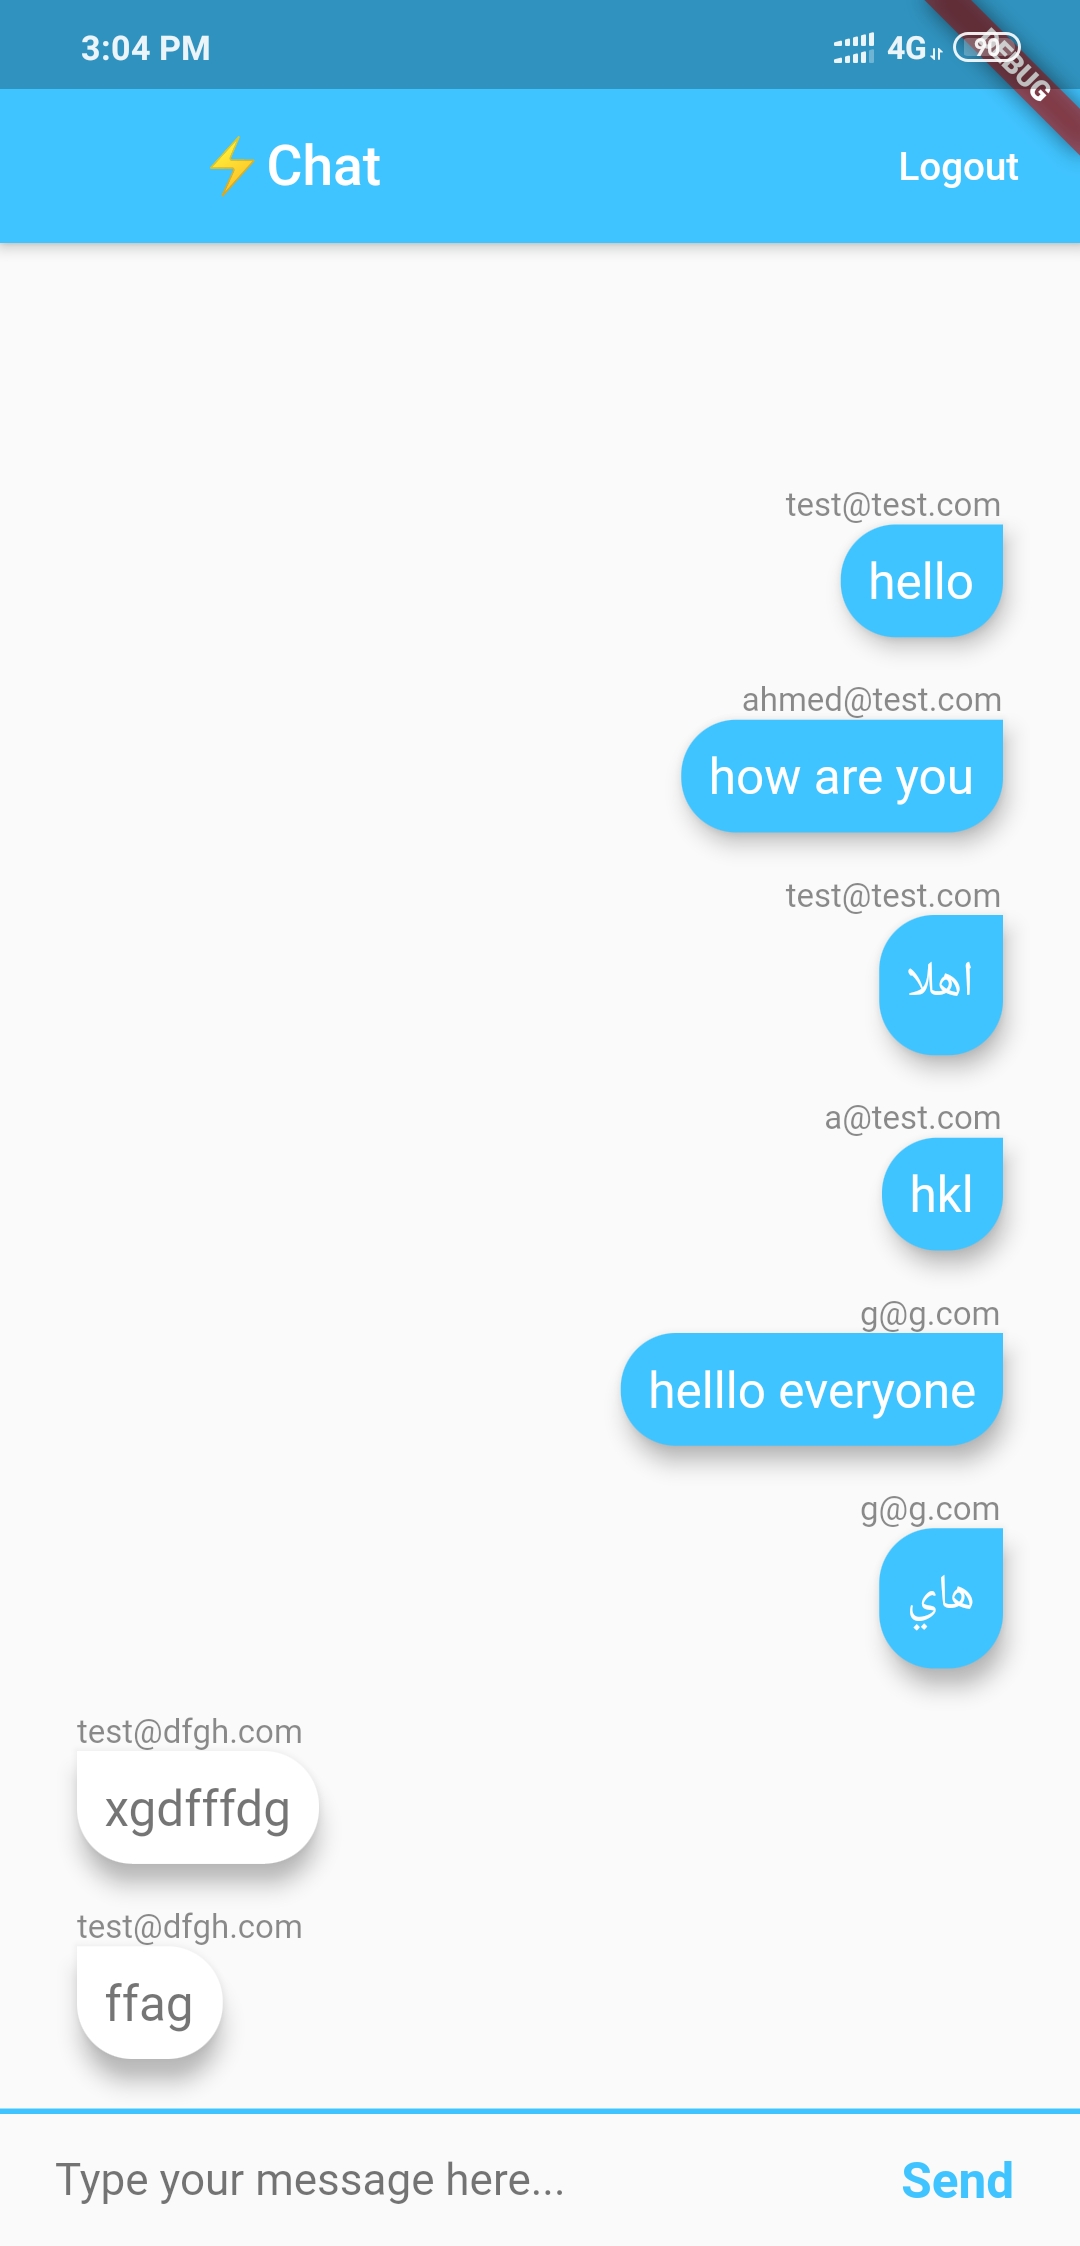 3:04 PM
4G
90
DEBUG
⚡Chat
Logout
test@test.com
hello
ahmed@test.com
how are you
test@test.com
اهلا
a@test.com
hkl
g@g.com
helllo everyone
g@g.com
هاي
test@dfgh.com
xgdfffdg
test@dfgh.com
ffag
Type your message here...
Send